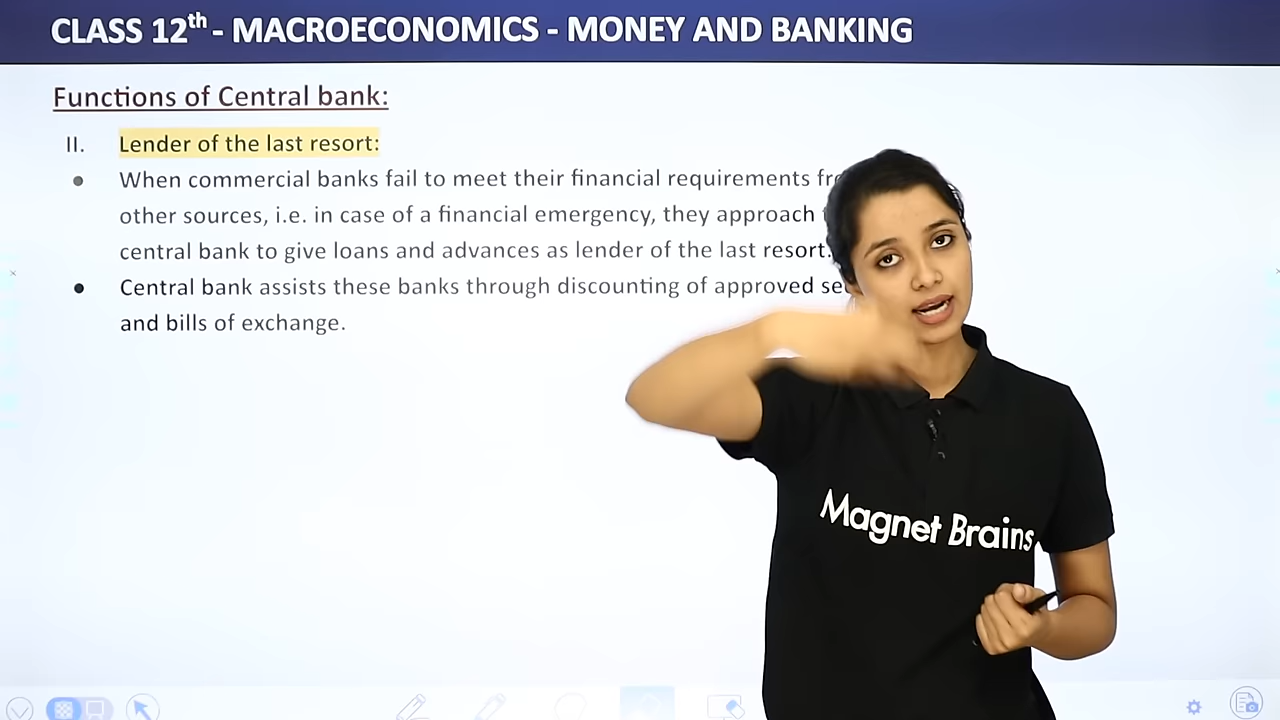 CLASS 12th - MACROECONOMICS - MONEY AND BANKING
Functions of Central bank:
II. Lender of the last resort:
• When commercial banks fail to meet their financial requirements
other sources, i.e. in case of a financial emergency, they approach
central bank to give loans and advances as lender of the last resort.
• Central bank assists these banks through discounting of approved
and bills of exchange.
Magnet Brains